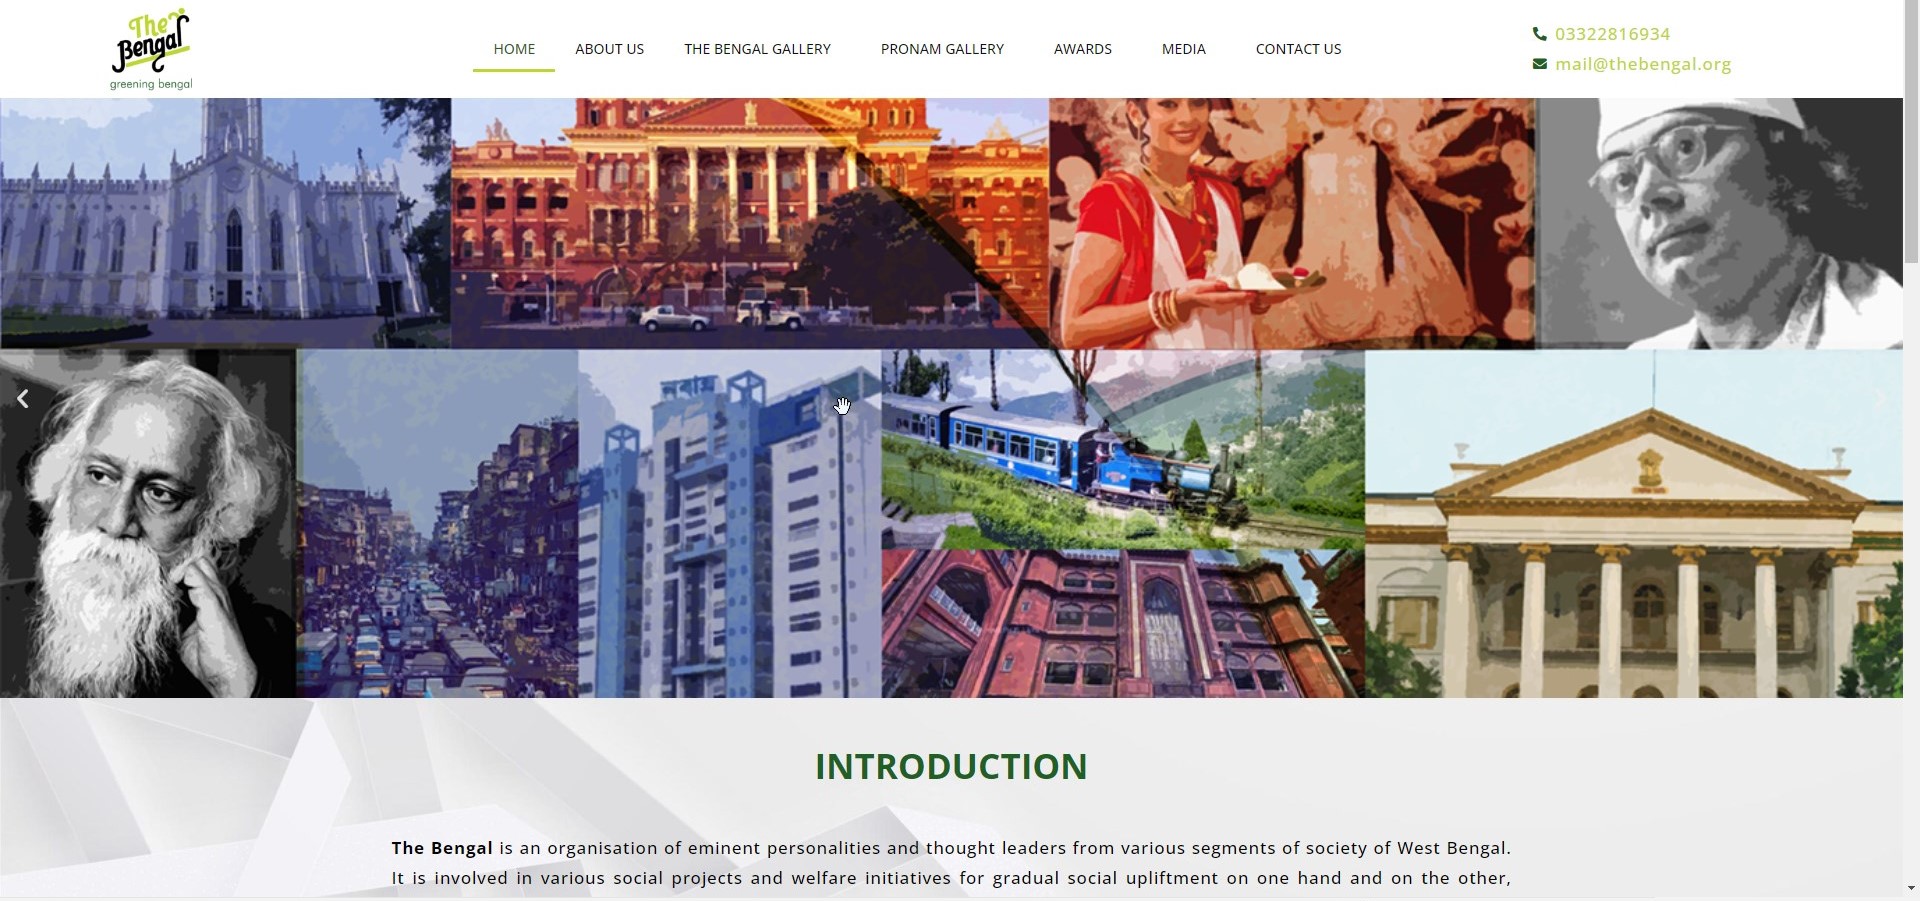 The
Bengal
greening bengal
HOME
ABOUT US
THE BENGAL GALLERY
PRONAM GALLERY
AWARDS
MEDIA
CONTACT US
03322816934
mail@thebengal.org
INTRODUCTION
The Bengal is an organisation of eminent personalities and thought leaders from various segments of society of West Bengal.
It is involved in various social projects and welfare initiatives for gradual social upliftment on one hand and on the other,